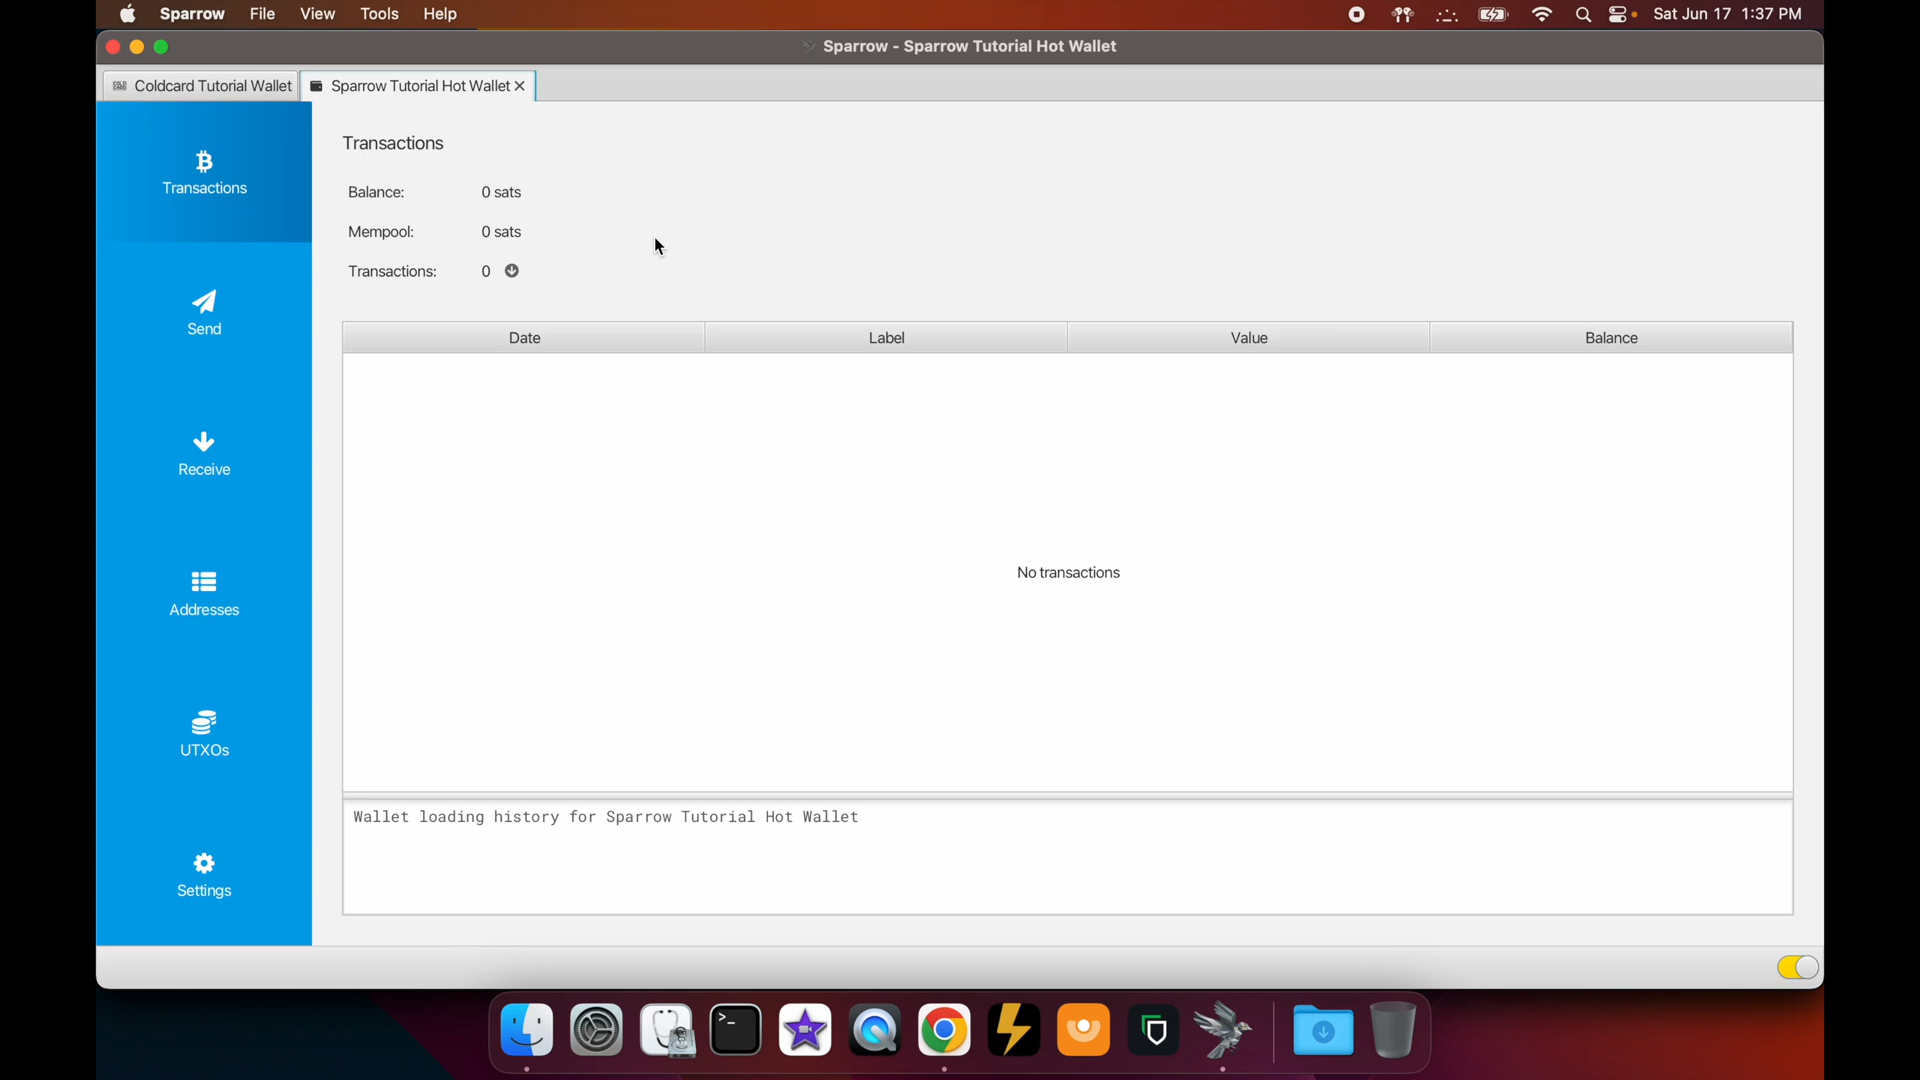 Sparrow File View Tools Help Sat Jun 17 1:37 PM
Sparrow - Sparrow Tutorial Hot Wallet
Coldcard Tutorial Wallet Sparrow Tutorial Hot Wallet
Transactions
Send
Receive
Addresses
UTXOs
Settings
Transactions
Balance: 0 sats
Mempool: 0 sats
Transactions: 0
Date Label Value Balance
No transactions
Wallet loading history for Sparrow Tutorial Hot Wallet